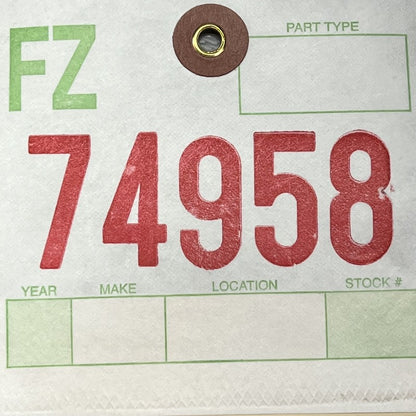 FZ
PART TYPE
74958
YEAR MAKE LOCATION STOCK #